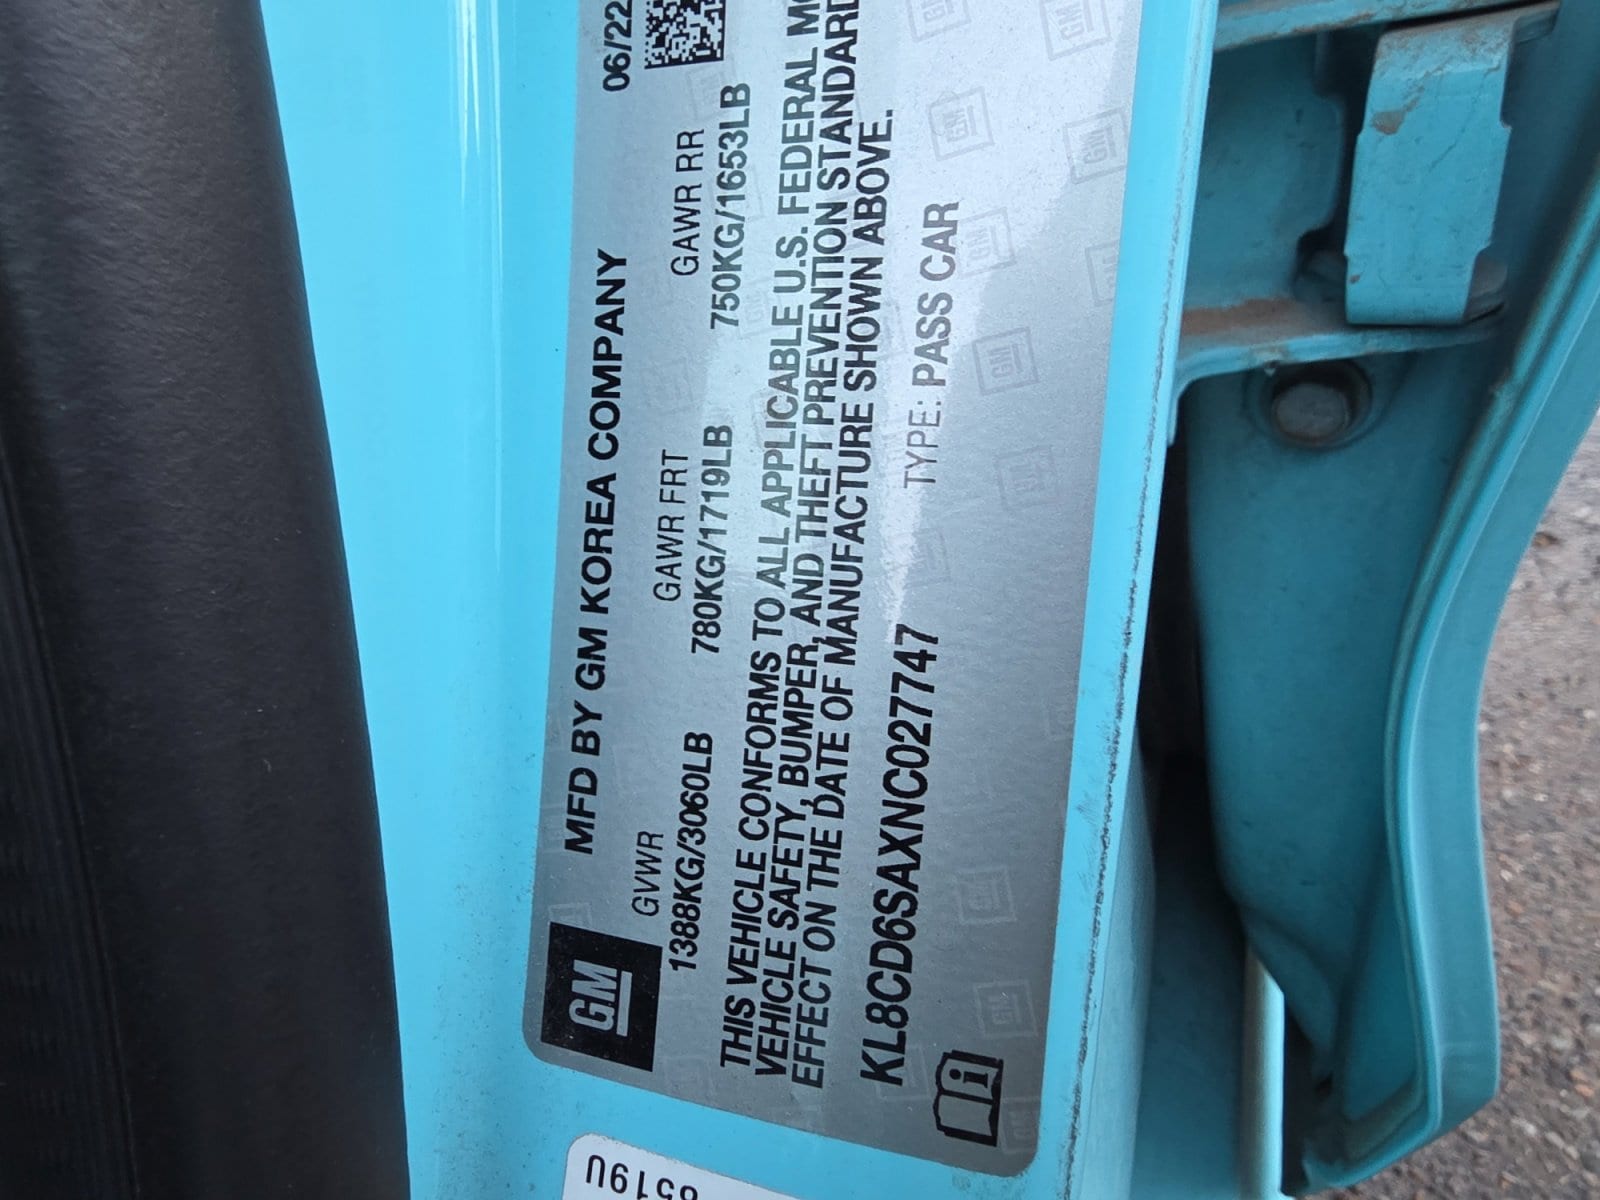 GM
MFD BY GM KOREA COMPANY
06/22
GVWR
GAWR FRT
GAWR RR
1388KG/3060LB
780KG/1719LB
750KG/1653LB
THIS VEHICLE CONFORMS TO ALL APPLICABLE U.S. FEDERAL
VEHICLE SAFETY, BUMPER, AND THEFT PREVENTION STANDARD
EFFECT ON THE DATE OF MANUFACTURE SHOWN ABOVE.
KL8CD6SAXNC027747
TYPE: PASS CAR
6519U